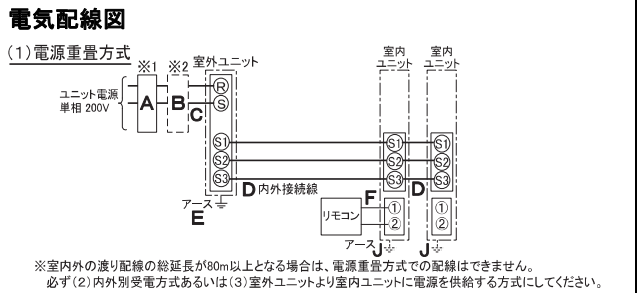 電気配線図
(1)電源重畳方式
※1 ※2 室外ユニット 室内ユニット 室内ユニット
ユニット電源
単相 200V
A B C
R
S
S1 S1 S1
S2 S2 S2
S3 S3 S3
D 内外接続線 D
アース
E
F
リモコン
① ①
② ②
アース J J
※室内外の渡り配線の総延長が80m以上となる場合は、電源重畳方式での配線はできません。
必ず(2)内外別受電方式あるいは(3)室外ユニットより室内ユニットに電源を供給する方式にしてください。